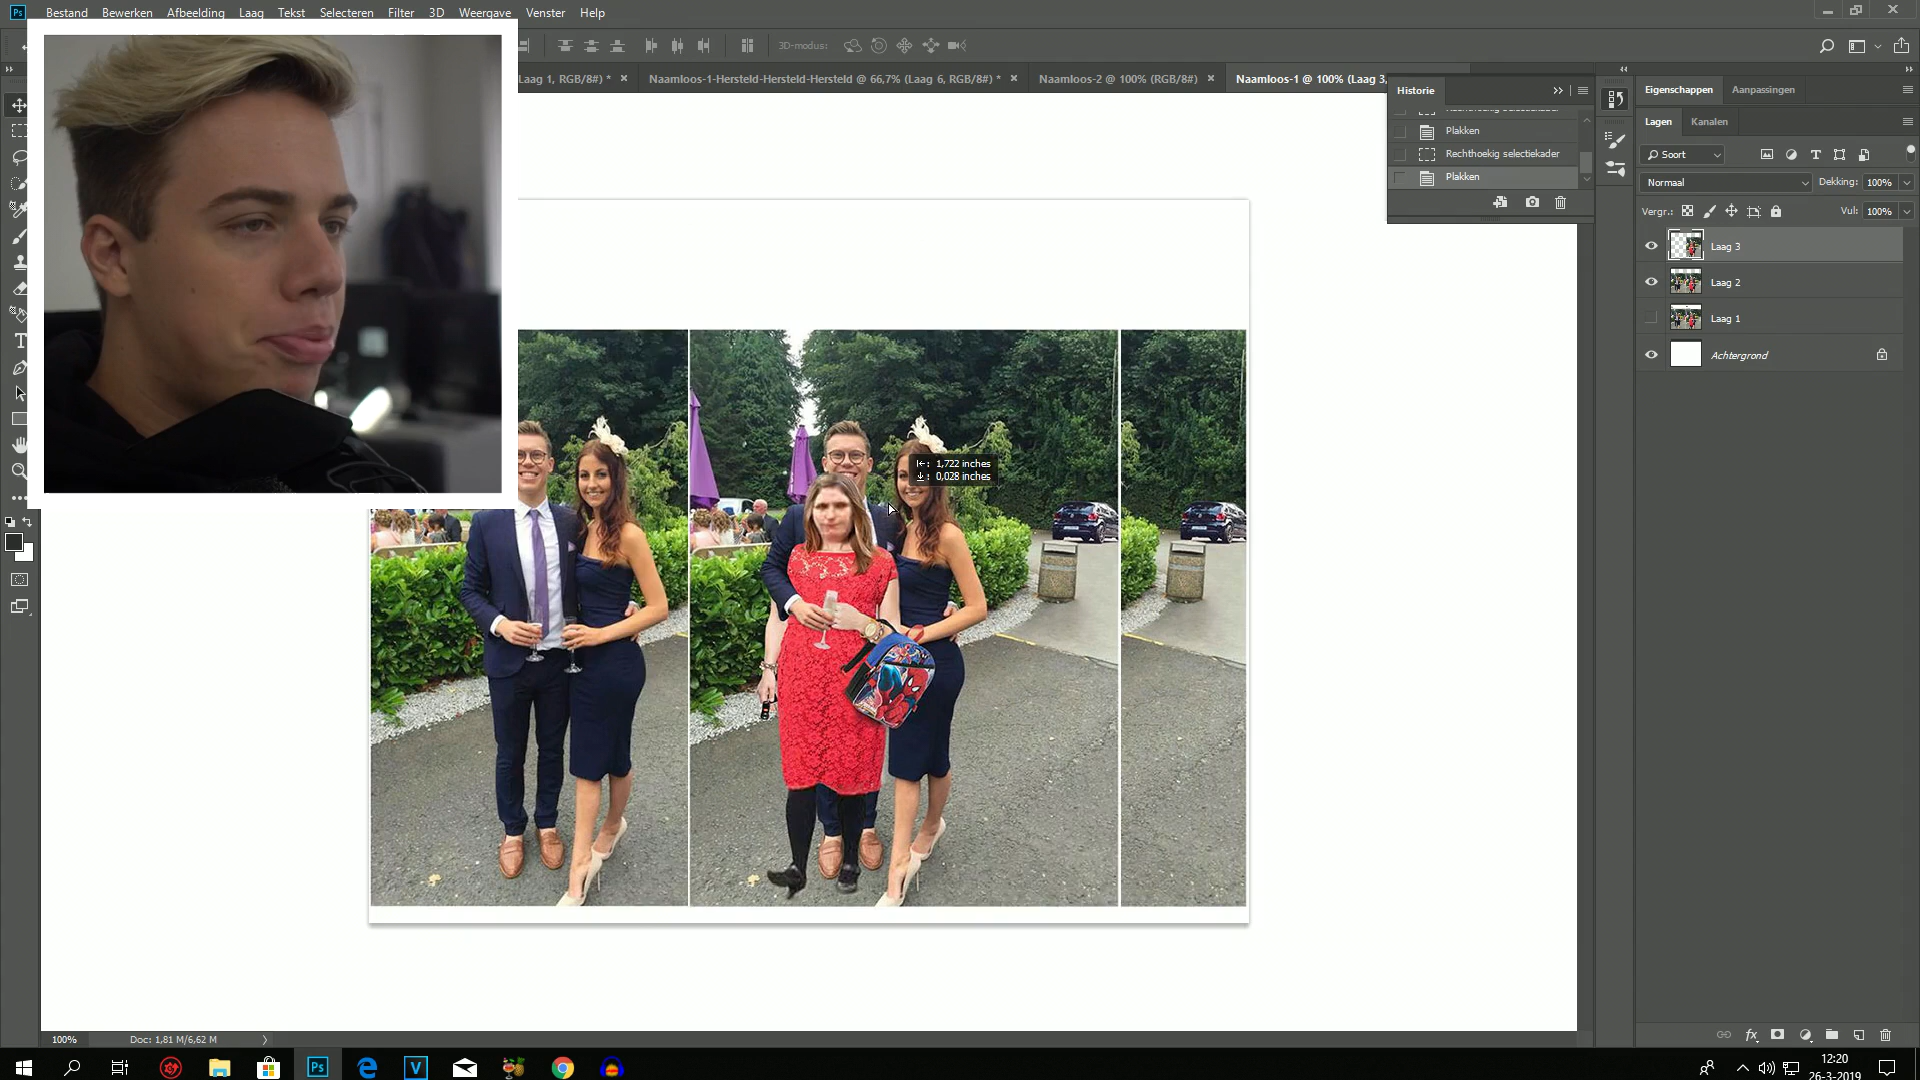 Ps Bestand Bewerken Afbeelding Laag Tekst Selecteren Filter 3D Weergave Venster Help
3D-modus:
Laag 1, RGB/8#) * × Naamloos-1-Hersteld-Hersteld-Hersteld @ 66,7% (Laag 6, RGB/8#) * × Naamloos-2 @ 100% (RGB/8#) × Naamloos-1 @ 100% (Laag 3,
Historie
Rechthoekig selectiekader
Plakken
Rechthoekig selectiekader
Plakken
Eigenschappen Aanpassingen
Lagen Kanalen
Soort
Normaal Dekking: 100%
Vergr.: Vul: 100%
Laag 3
Laag 2
Laag 1
Achtergrond
1,722 inches
0,028 inches
100% Doc: 1,81 M/6,62 M
Ps V
12:20
26-3-2019